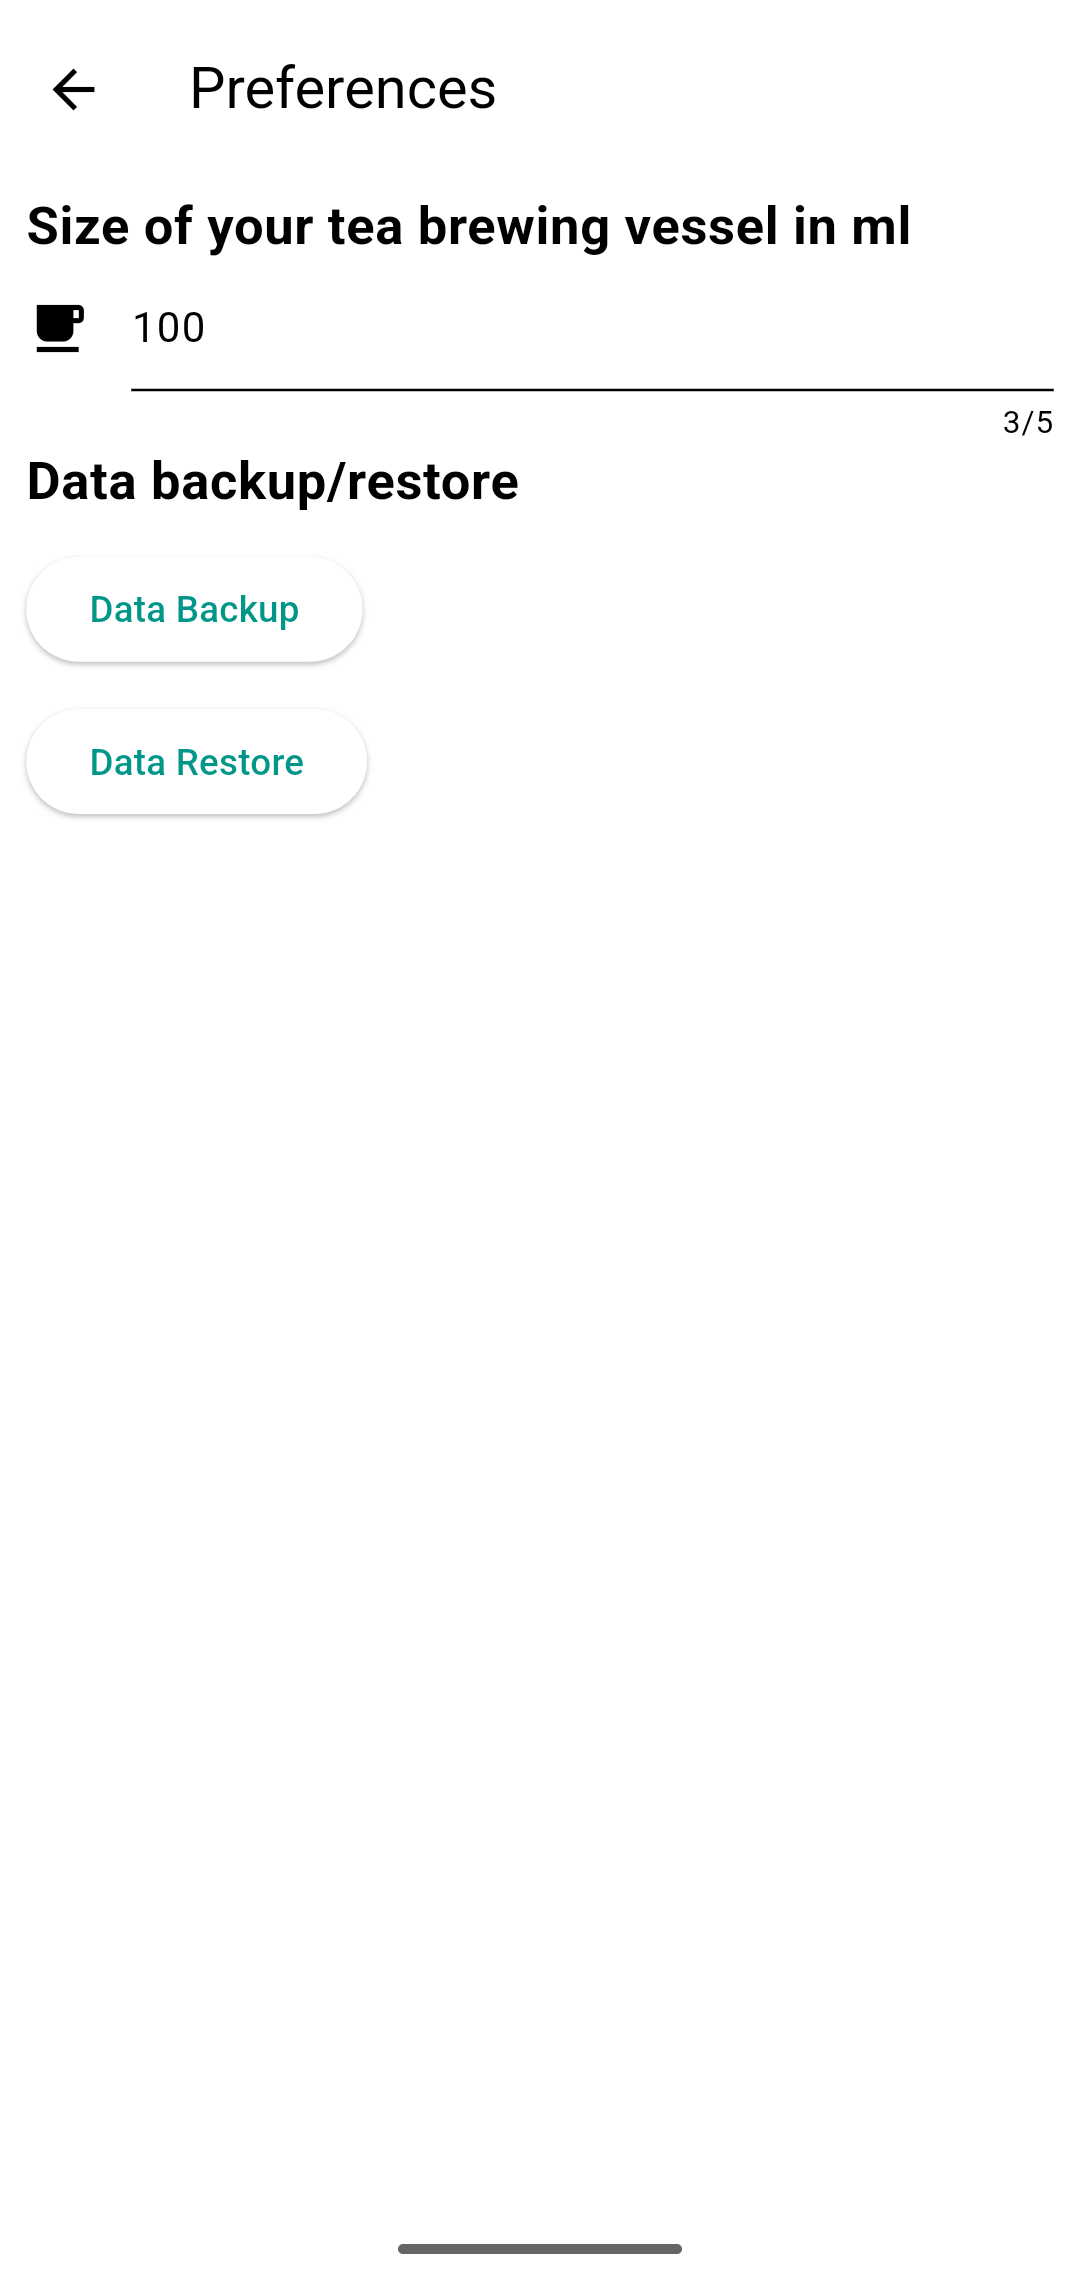 Preferences
Size of your tea brewing vessel in ml
100
3/5
Data backup/restore
Data Backup
Data Restore